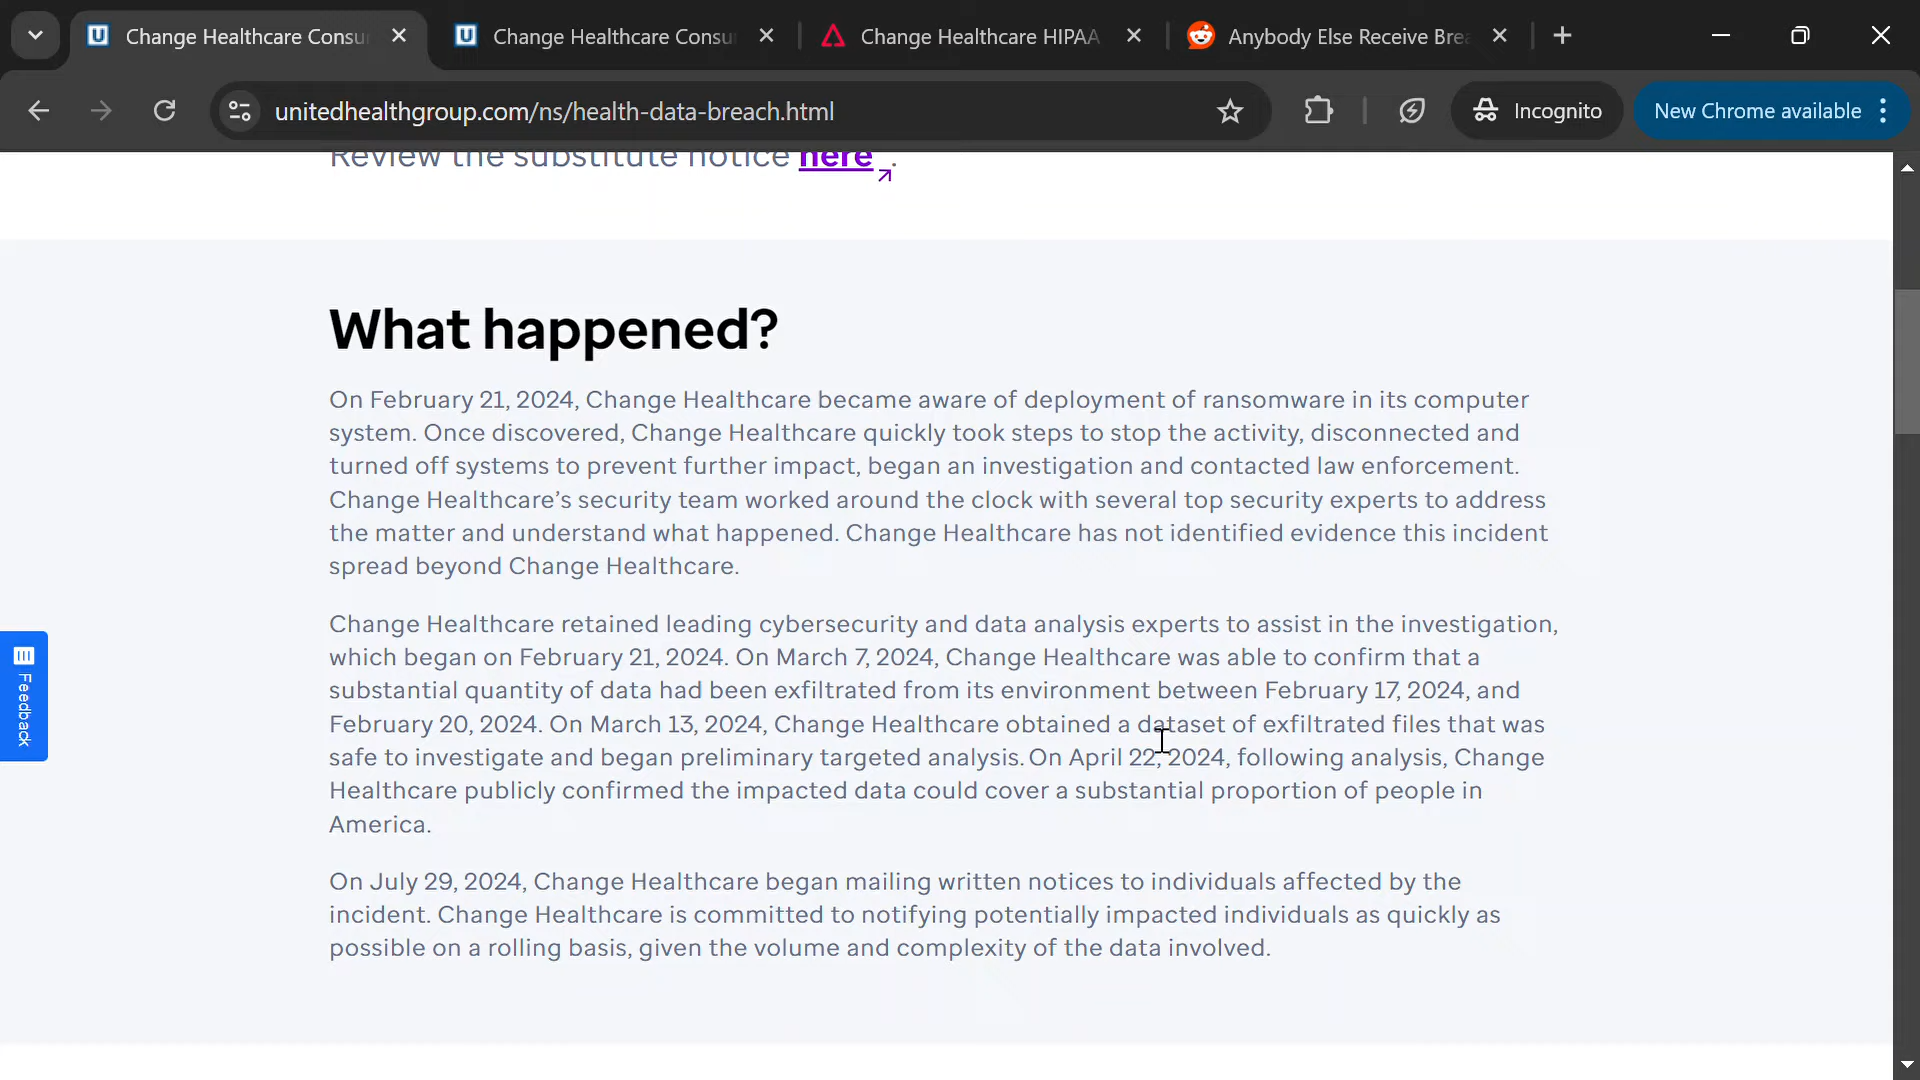 Change Healthcare Consu
Change Healthcare Consu
Change Healthcare HIPAA
Anybody Else Receive Brea
unitedhealthgroup.com/ns/health-data-breach.html
Incognito
New Chrome available
Review the substitute notice here .
What happened?
On February 21, 2024, Change Healthcare became aware of deployment of ransomware in its computer
system. Once discovered, Change Healthcare quickly took steps to stop the activity, disconnected and
turned off systems to prevent further impact, began an investigation and contacted law enforcement.
Change Healthcare’s security team worked around the clock with several top security experts to address
the matter and understand what happened. Change Healthcare has not identified evidence this incident
spread beyond Change Healthcare.
Change Healthcare retained leading cybersecurity and data analysis experts to assist in the investigation,
which began on February 21, 2024. On March 7, 2024, Change Healthcare was able to confirm that a
substantial quantity of data had been exfiltrated from its environment between February 17, 2024, and
February 20, 2024. On March 13, 2024, Change Healthcare obtained a dataset of exfiltrated files that was
safe to investigate and began preliminary targeted analysis. On April 22, 2024, following analysis, Change
Healthcare publicly confirmed the impacted data could cover a substantial proportion of people in
America.
On July 29, 2024, Change Healthcare began mailing written notices to individuals affected by the
incident. Change Healthcare is committed to notifying potentially impacted individuals as quickly as
possible on a rolling basis, given the volume and complexity of the data involved.
Feedback